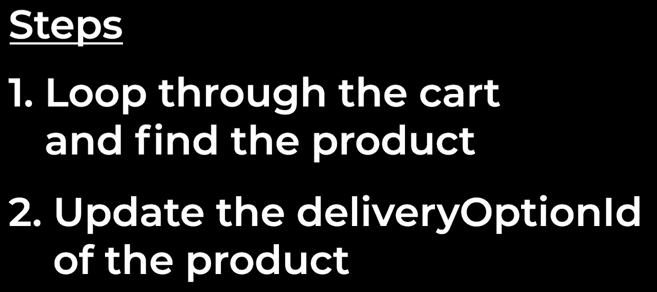 Steps
1. Loop through the cart
and find the product
2. Update the deliveryOptionId
of the product